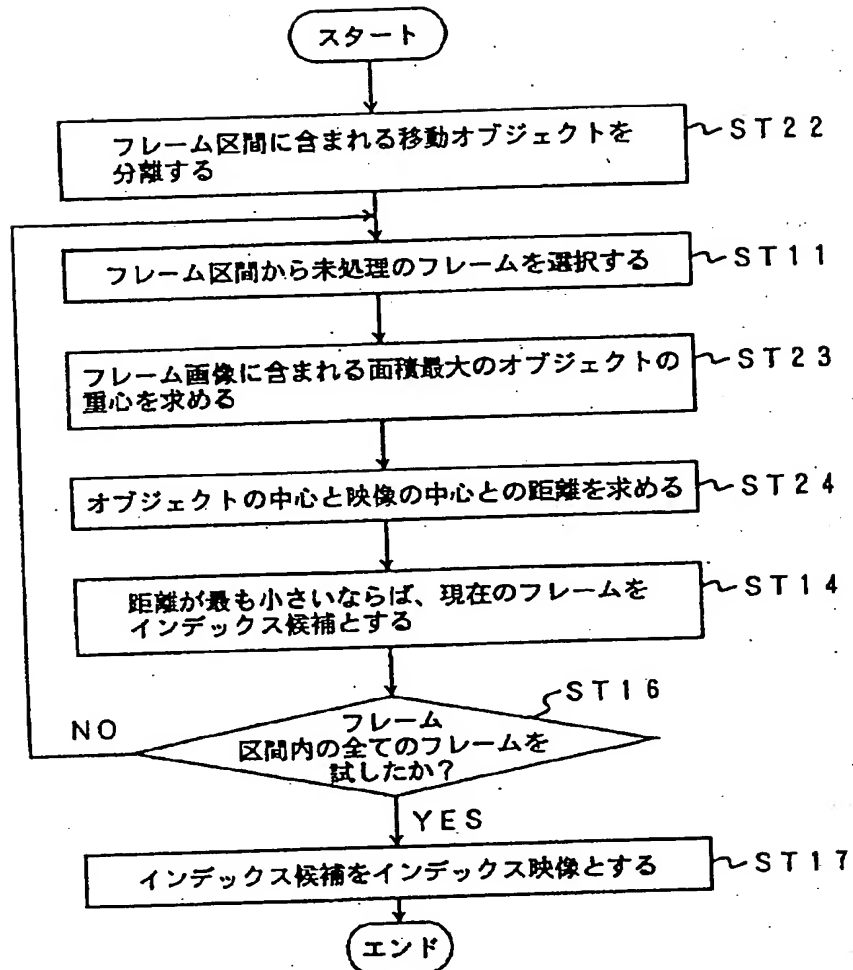 スタート
フレーム区間に含まれる移動オブジェクトを
分離する
ST22
フレーム区間から未処理のフレームを選択する
ST11
フレーム画像に含まれる面積最大のオブジェクトの
重心を求める
ST23
オブジェクトの中心と映像の中心との距離を求める
ST24
距離が最も小さいならば、現在のフレームを
インデックス候補とする
ST14
ST16
フレーム
区間内の全てのフレームを
試したか?
NO
YES
インデックス候補をインデックス映像とする
ST17
エンド